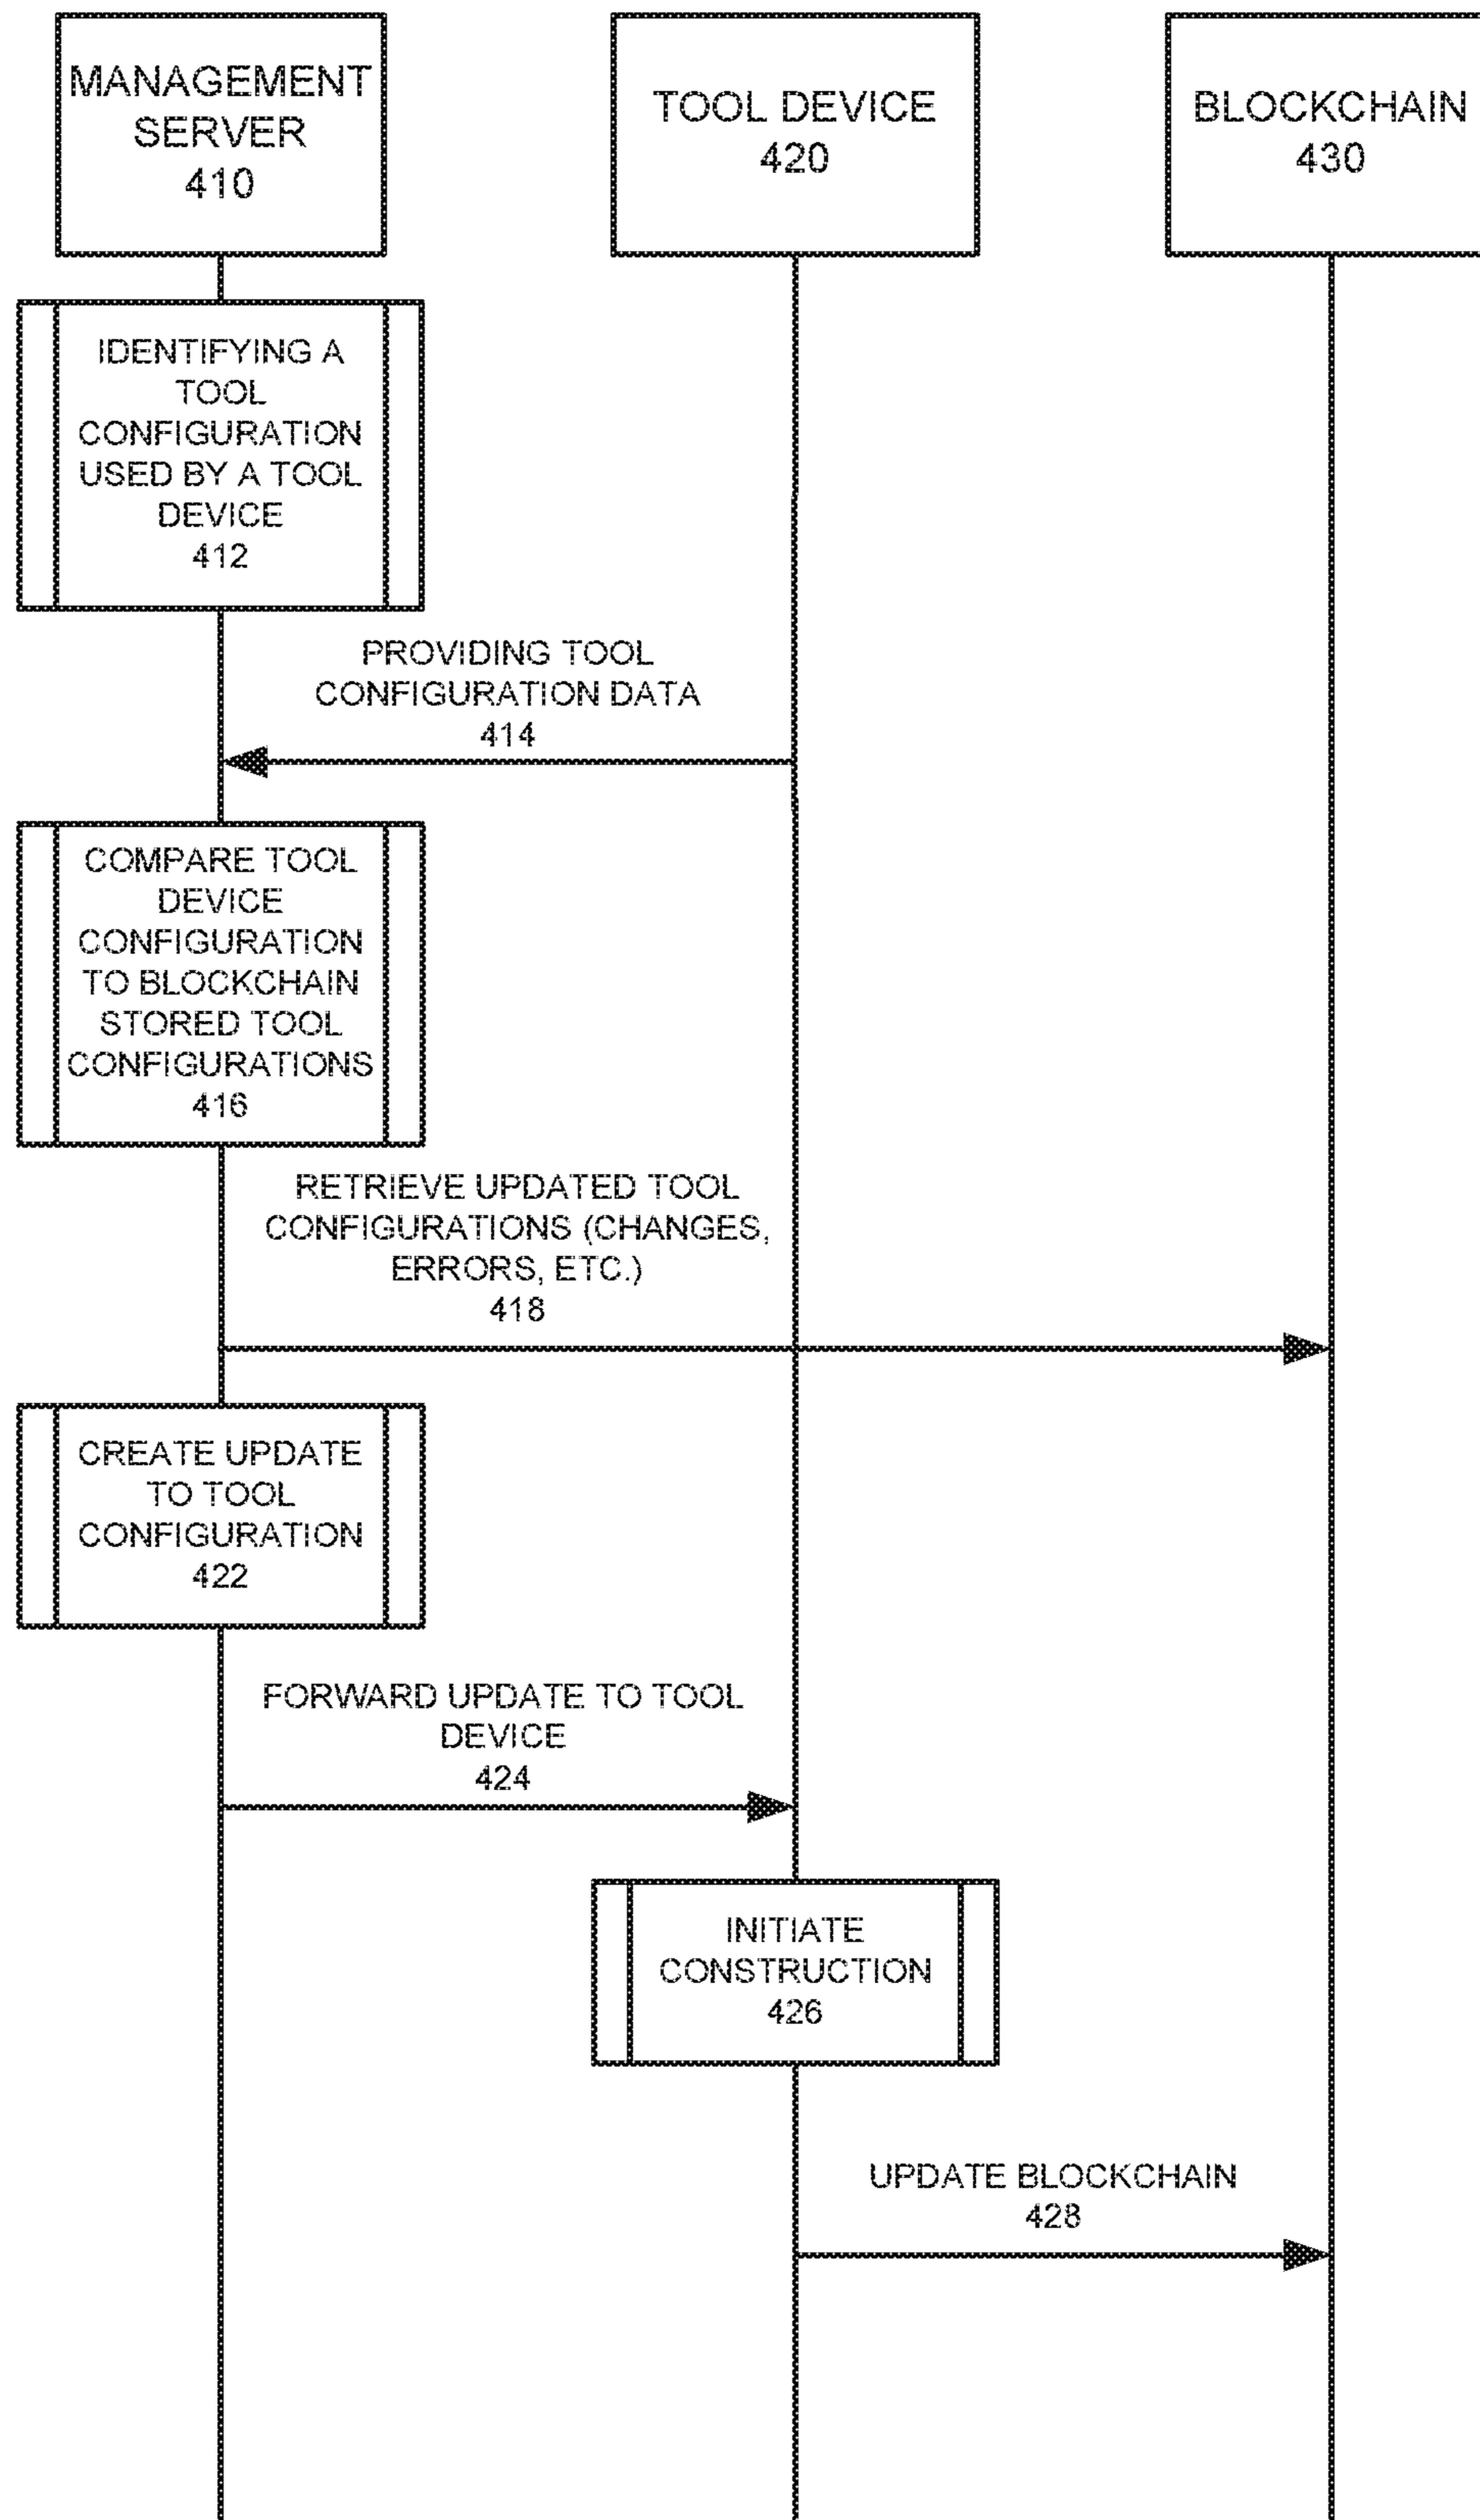 MANAGEMENT
SERVER
410
TOOL DEVICE
420
BLOCKCHAIN
430
IDENTIFYING A
TOOL
CONFIGURATION
USED BY A TOOL
DEVICE
412
PROVIDING TOOL
CONFIGURATION DATA
414
COMPARE TOOL
DEVICE
CONFIGURATION
TO BLOCKCHAIN
STORED TOOL
CONFIGURATIONS
416
RETRIEVE UPDATED TOOL
CONFIGURATIONS (CHANGES,
ERRORS, ETC.)
418
CREATE UPDATE
TO TOOL
CONFIGURATION
422
FORWARD UPDATE TO TOOL
DEVICE
424
INITIATE
CONSTRUCTION
426
UPDATE BLOCKCHAIN
428